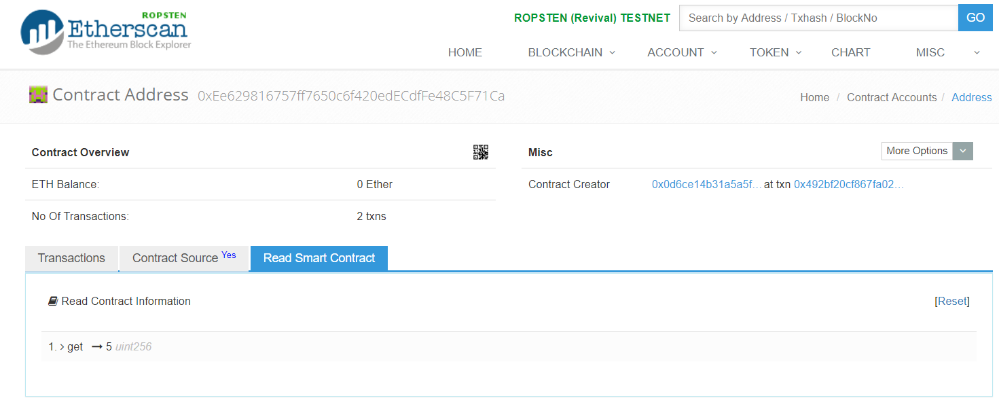 ROPSTEN
Etherscan
The Ethereum Block Explorer
ROPSTEN (Revival) TESTNET
Search by Address / Txhash / BlockNo
GO
HOME BLOCKCHAIN ACCOUNT TOKEN CHART MISC
Contract Address 0xEe629816757ff7650c6f420edECdfFe48C5F71Ca
Home / Contract Accounts / Address
Contract Overview
ETH Balance: 0 Ether
No Of Transactions: 2 txns
Misc
More Options
Contract Creator 0x0d6ce14b31a5a5f... at txn 0x492bf20cf867fa02...
Transactions Contract Source Yes Read Smart Contract
Read Contract Information [Reset]
1. > get → 5 uint256